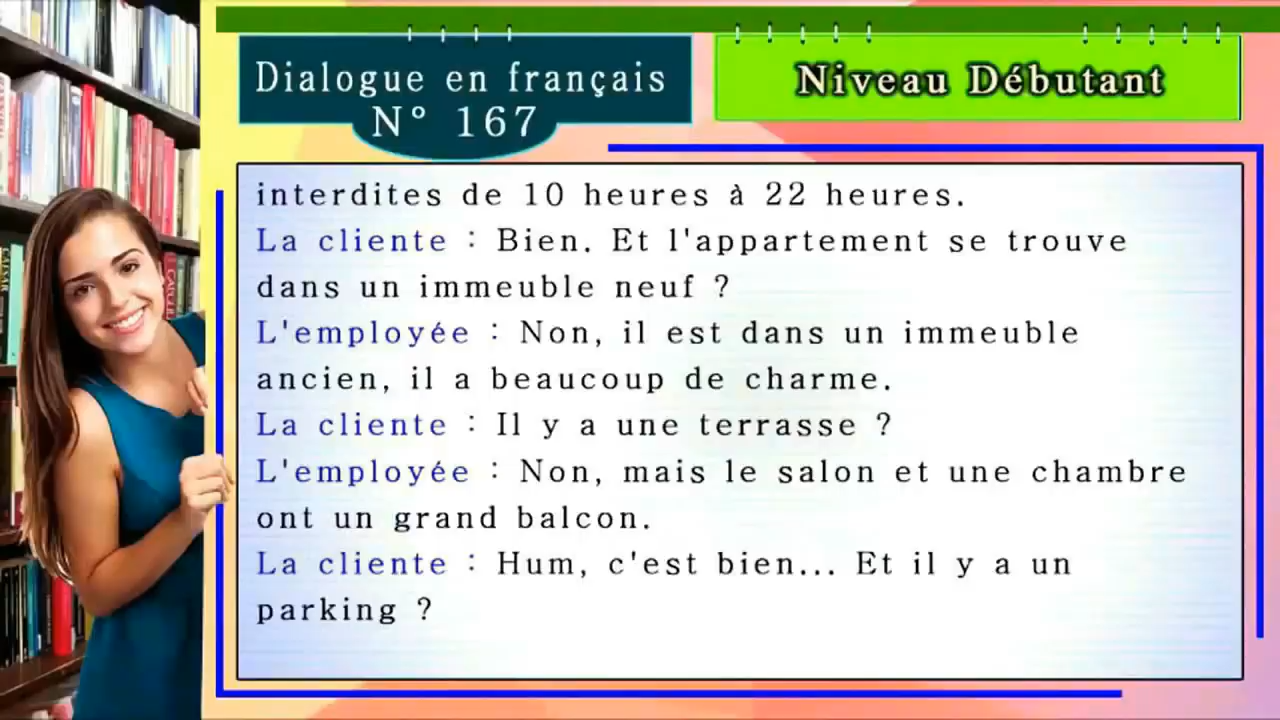 Dialogue en français
N° 167
Niveau Débutant
interdites de 10 heures à 22 heures.
La cliente : Bien. Et l'appartement se trouve
dans un immeuble neuf ?
L'employée : Non, il est dans un immeuble
ancien, il a beaucoup de charme.
La cliente : Il y a une terrasse ?
L'employée : Non, mais le salon et une chambre
ont un grand balcon.
La cliente : Hum, c'est bien... Et il y a un
parking ?